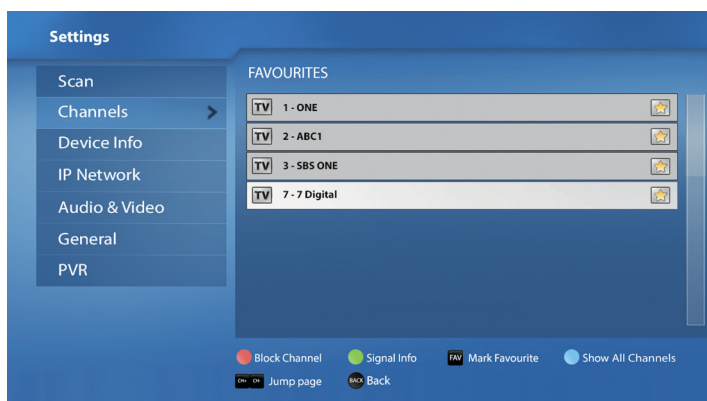 Settings
Scan
Channels
Device Info
IP Network
Audio & Video
General
PVR
FAVOURITES
TV 1 - ONE
TV 2 - ABC1
TV 3 - SBS ONE
TV 7 - 7 Digital
Block Channel Signal Info FAV Mark Favourite Show All Channels
CH+ CH- Jump page BACK Back